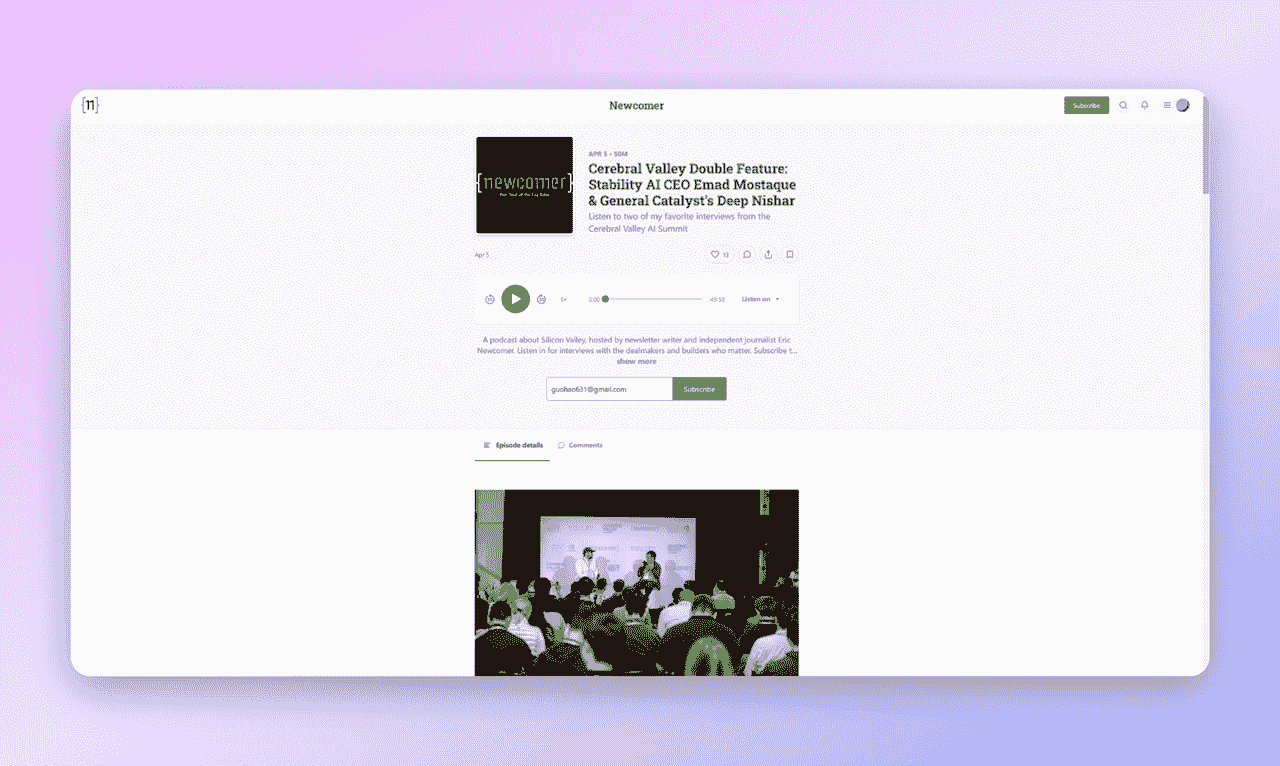 {n}
Newcomer
Subscribe
{newcomer}
APR 5 • 50M
Cerebral Valley Double Feature:
Stability AI CEO Emad Mostaque
& General Catalyst's Deep Nishar
Listen to two of my favorite interviews from the
Cerebral Valley AI Summit
Apr 5
13
1×
0:00
-49:50
Listen on
A podcast about Silicon Valley, hosted by newsletter writer and independent journalist Eric
Newcomer. Listen in for interviews with the dealmakers and builders who matter. Subscribe t...
show more
guohao631@gmail.com
Subscribe
Episode details
Comments